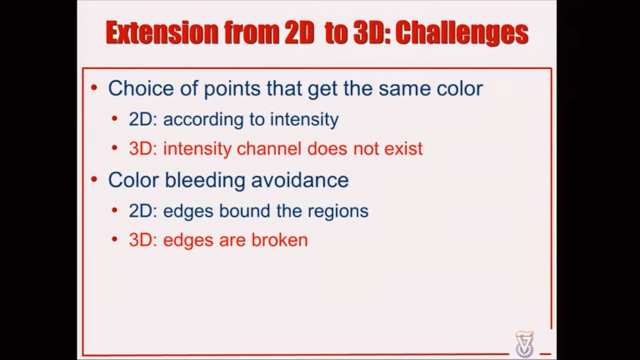 Extension from 2D to 3D: Challenges
• Choice of points that get the same color
• 2D: according to intensity
• 3D: intensity channel does not exist
• Color bleeding avoidance
• 2D: edges bound the regions
• 3D: edges are broken